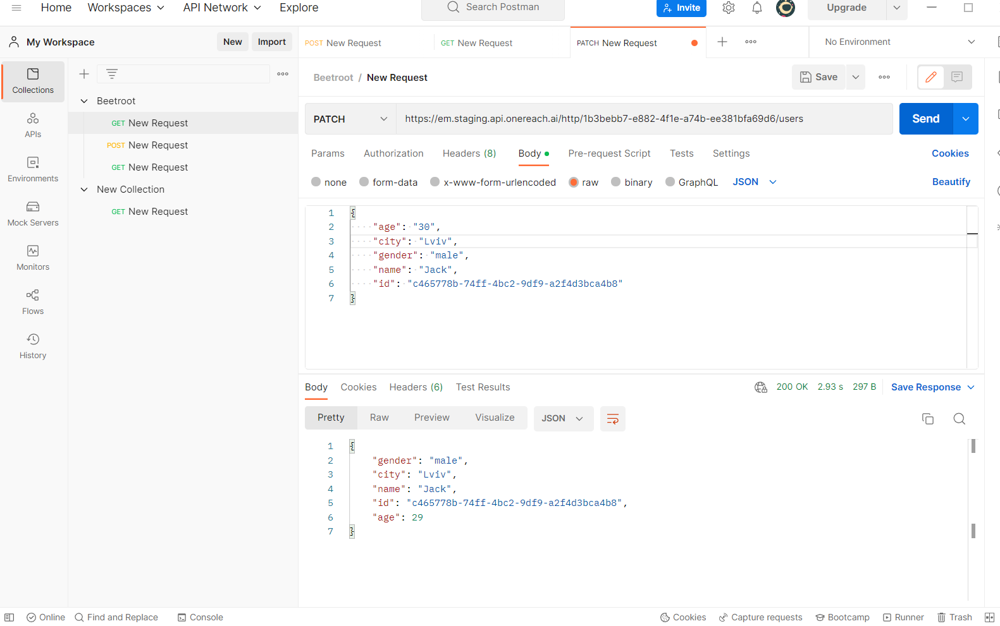 Home Workspaces API Network Explore Search Postman Invite Upgrade
My Workspace New Import POST New Request GET New Request PATCH New Request No Environment
Collections
APIs
Environments
Mock Servers
Monitors
Flows
History
Beetroot
GET New Request
POST New Request
GET New Request
New Collection
GET New Request
Beetroot / New Request Save
PATCH https://em.staging.api.onereach.ai/http/1b3bebb7-e882-4f1e-a74b-ee381bfa69d6/users Send
Params Authorization Headers (8) Body Pre-request Script Tests Settings Cookies
none form-data x-www-form-urlencoded raw binary GraphQL JSON Beautify
1 {
2 ····"age":·"30",
3 ····"city":·"Lviv",
4 ····"gender":·"male",
5 ····"name":·"Jack",
6 ····"id":·"c465778b-74ff-4bc2-9df9-a2f4d3bca4b8"
7 }
Body Cookies Headers (6) Test Results 200 OK 2.93 s 297 B Save Response
Pretty Raw Preview Visualize JSON
1 {
2 "gender": "male",
3 "city": "Lviv",
4 "name": "Jack",
5 "id": "c465778b-74ff-4bc2-9df9-a2f4d3bca4b8",
6 "age": 29
7 }
Online Find and Replace Console Cookies Capture requests Bootcamp Runner Trash